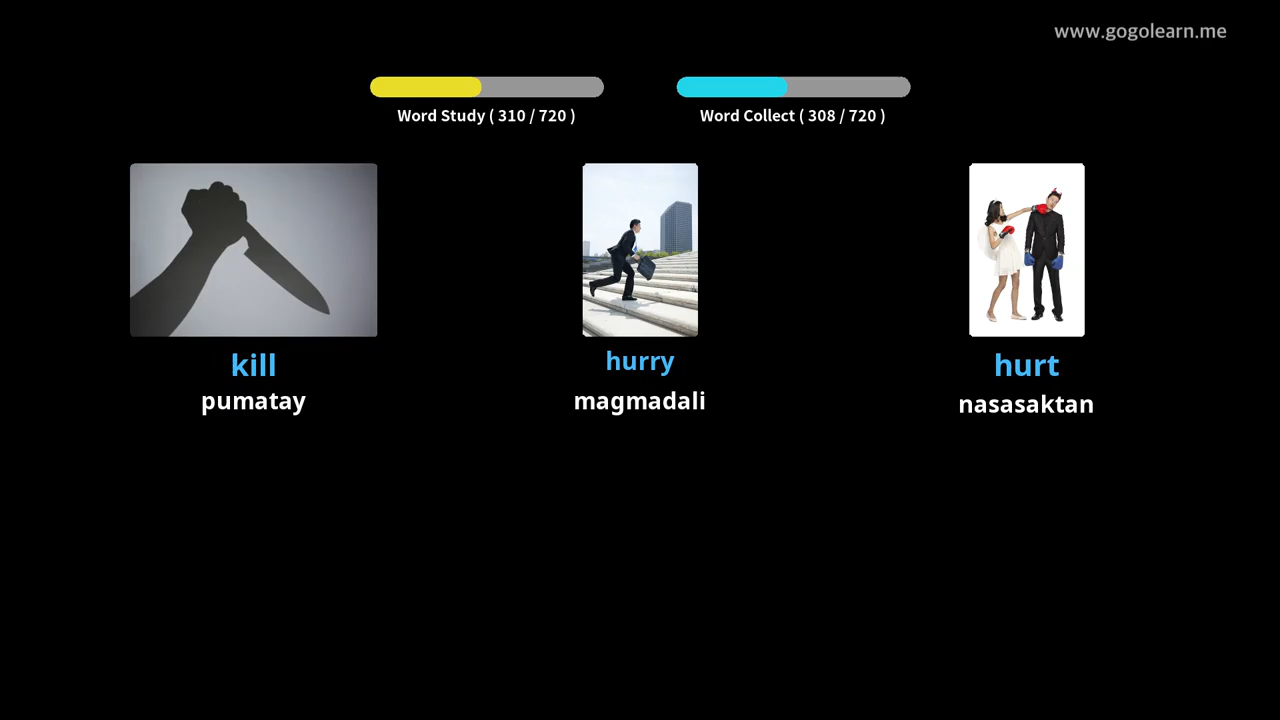 www.gogolearn.me
Word Study ( 310 / 720 )
Word Collect ( 308 / 720 )
kill
pumatay
hurry
magmadali
hurt
nasasaktan